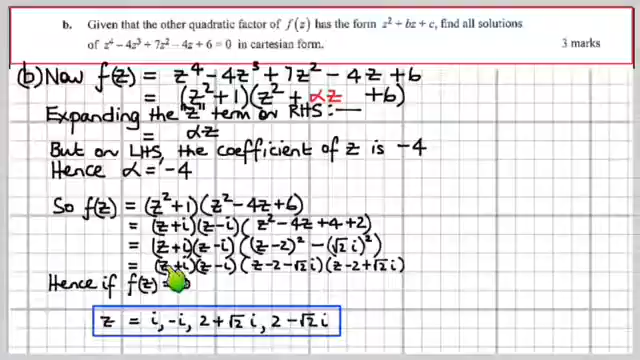 b. Given that the other quadratic factor of f(z) has the form z² + bz + c, find all solutions
of z⁴ − 4z³ + 7z² − 4z + 6 = 0 in cartesian form. 3 marks
(b) Now f(z) = z⁴ − 4z³ + 7z² − 4z + 6
= (z² + 1)(z² + αz + 6)
Expanding the "z" term on RHS: —
= αz
But on LHS, the coefficient of z is −4
Hence α = −4
So f(z) = (z² + 1)(z² − 4z + 6)
= (z + i)(z − i)(z² − 4z + 4 + 2)
= (z + i)(z − i)((z − 2)² − (√2 i)²)
= (z + i)(z − i)(z − 2 − √2 i)(z − 2 + √2 i)
Hence if f(z) =
z = i, −i, 2 + √2 i, 2 − √2 i